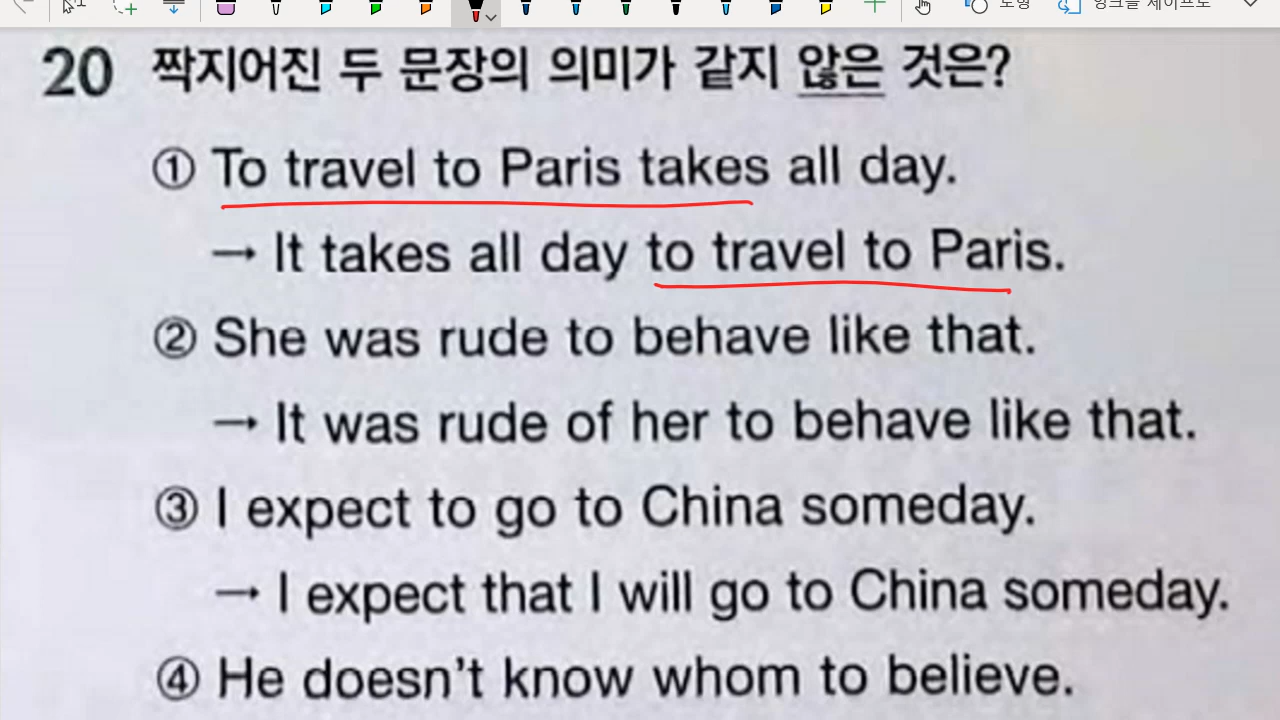 20 짝지어진 두 문장의 의미가 같지 않은 것은?
① To travel to Paris takes all day.
→ It takes all day to travel to Paris.
② She was rude to behave like that.
→ It was rude of her to behave like that.
③ I expect to go to China someday.
→ I expect that I will go to China someday.
④ He doesn't know whom to believe.